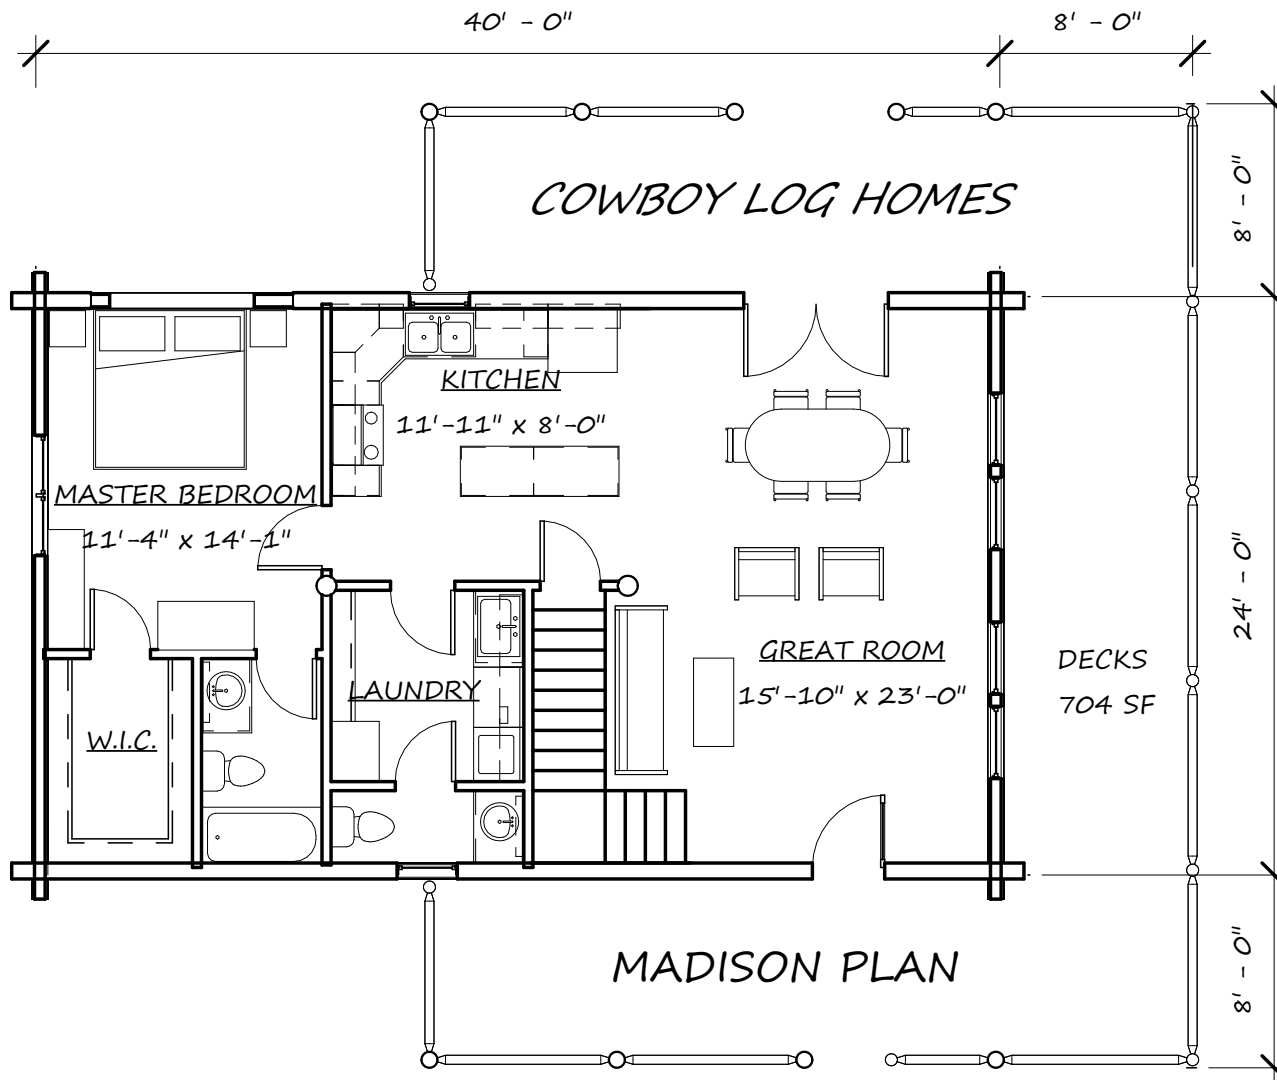 40' - 0"
8' - 0"
COWBOY LOG HOMES
8' - 0"
KITCHEN
11'-11" x 8'-0"
MASTER BEDROOM
11'-4" x 14'-1"
24' - 0"
GREAT ROOM
15'-10" x 23'-0"
DECKS
704 SF
LAUNDRY
W.I.C.
MADISON PLAN
8' - 0"